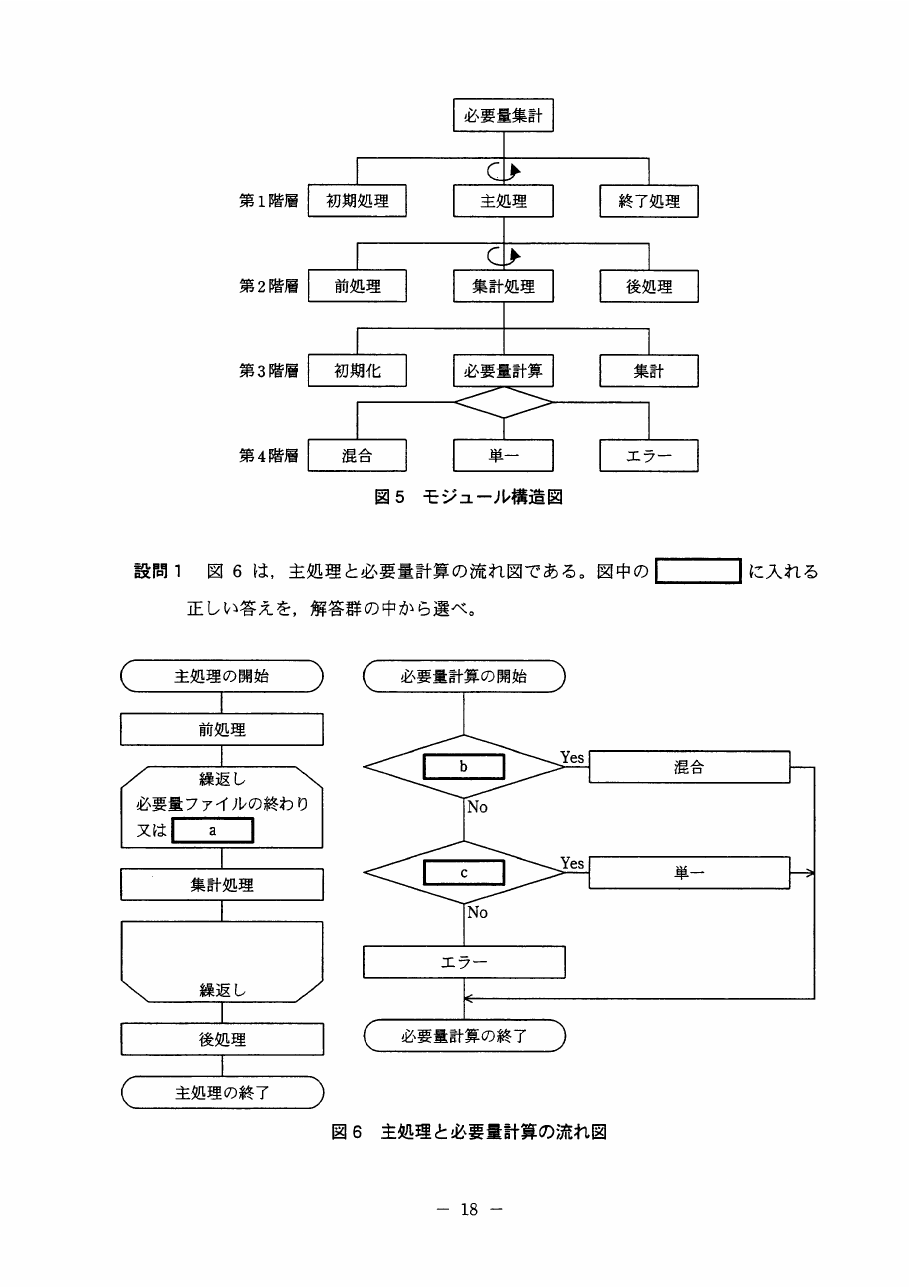 必要量集計
第1階層 初期処理 主処理 終了処理
第2階層 前処理 集計処理 後処理
第3階層 初期化 必要量計算 集計
第4階層 混合 単一 エラー
図5 モジュール構造図
設問1 図 6 は，主処理と必要量計算の流れ図である。図中の に入れる
正しい答えを，解答群の中から選べ。
主処理の開始
前処理
繰返し
必要量ファイルの終わり
又は a
集計処理
繰返し
後処理
主処理の終了
必要量計算の開始
b
Yes
混合
No
c
Yes
単一
No
エラー
必要量計算の終了
図6 主処理と必要量計算の流れ図
－ 18 －